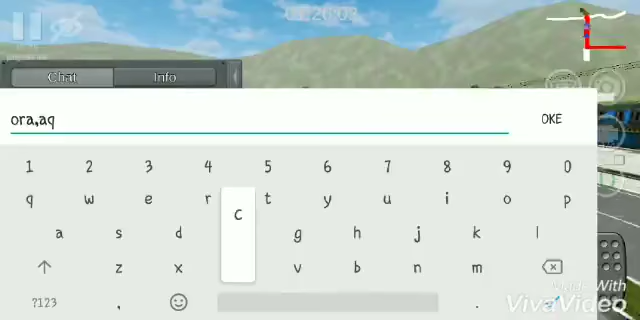 Chat Info
ora,aq OKE
1 2 3 4 5 6 7 8 9 0
q w e r t y u i o p
a s d g h j k l
c
z x v b n m
?123 , .
Made With
VivaVideo